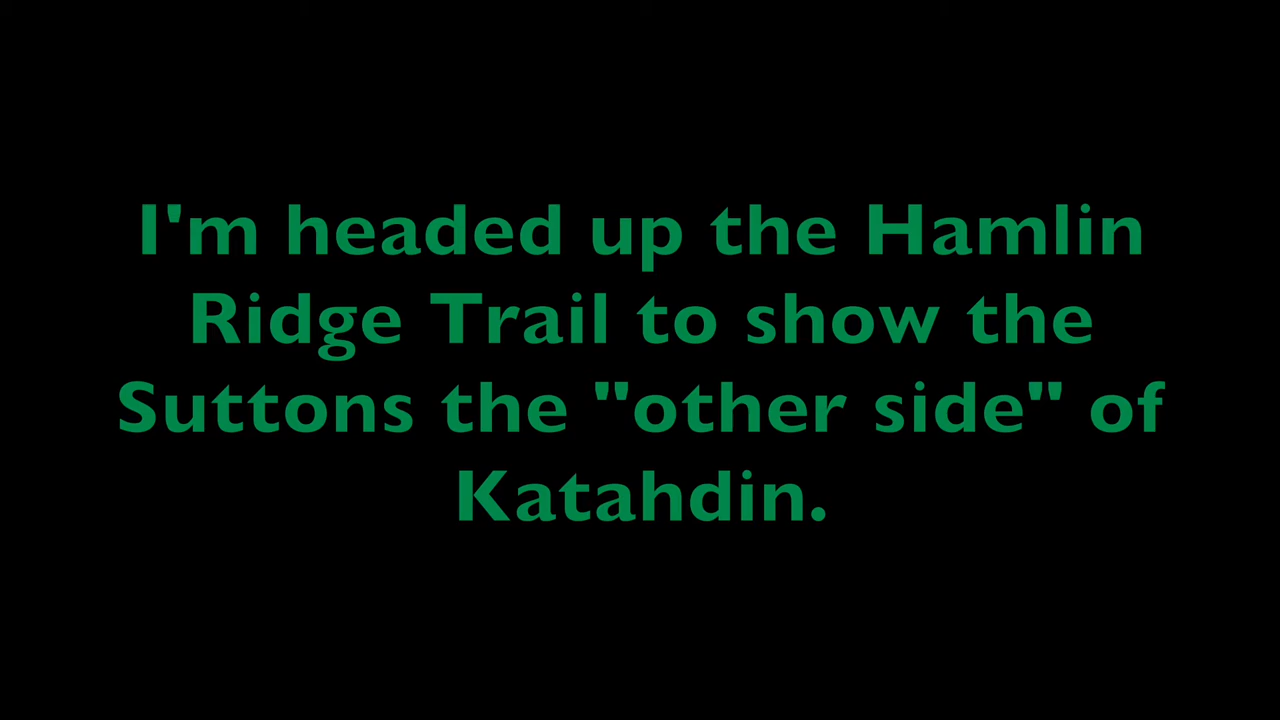 I'm headed up the Hamlin
Ridge Trail to show the
Suttons the "other side" of
Katahdin.